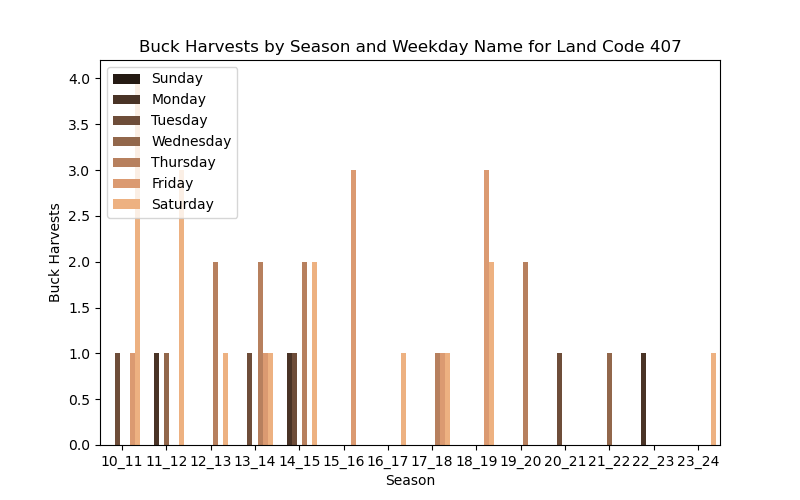 Buck Harvests by Season and Weekday Name for Land Code 407
Sunday
Monday
Tuesday
Wednesday
Thursday
Friday
Saturday
4.0
3.5
3.0
2.5
2.0
1.5
1.0
0.5
0.0
Buck Harvests
10_11 11_12 12_13 13_14 14_15 15_16 16_17 17_18 18_19 19_20 20_21 21_22 22_23 23_24
Season